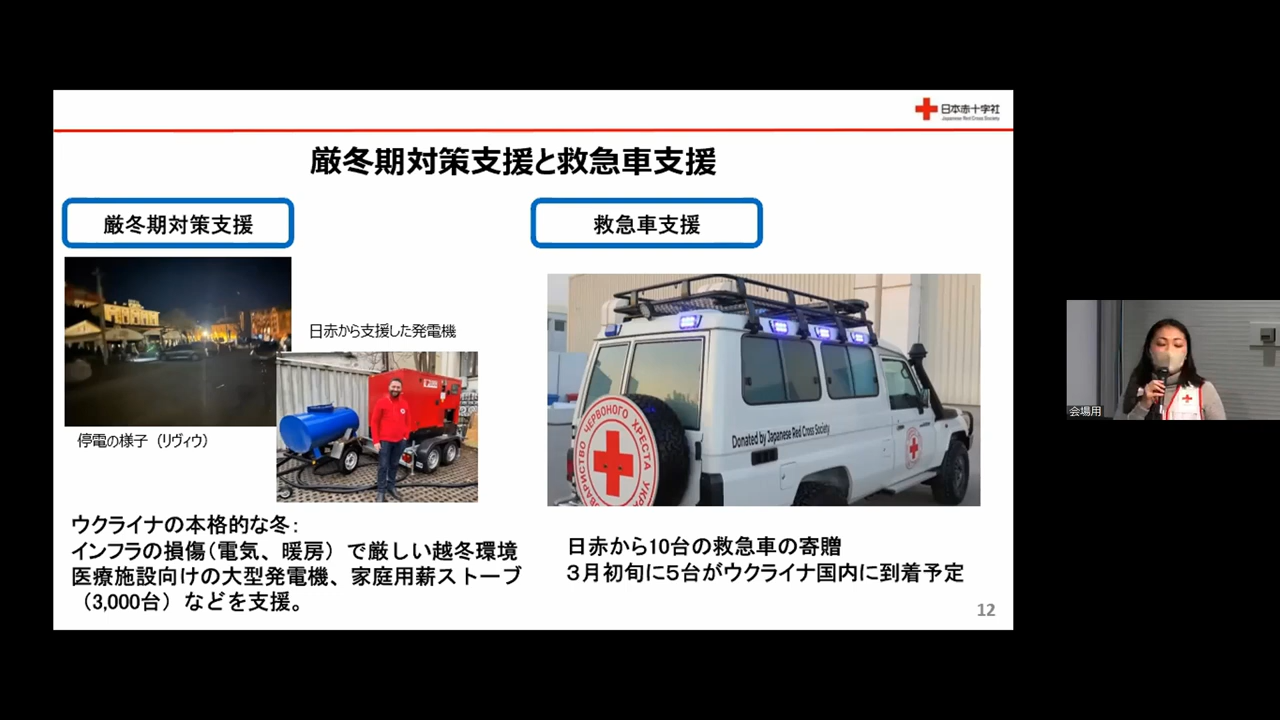 日本赤十字社
Japanese Red Cross Society
厳冬期対策支援と救急車支援
厳冬期対策支援
救急車支援
日赤から支援した発電機
停電の様子（リヴィウ）
ЧЕРВОНОГО ХРЕСТА
Donated by Japanese Red Cross Society
ウクライナの本格的な冬：
インフラの損傷（電気、暖房）で厳しい越冬環境
医療施設向けの大型発電機、家庭用薪ストーブ
（3,000台）などを支援。
日赤から10台の救急車の寄贈
３月初旬に５台がウクライナ国内に到着予定
12
会場用